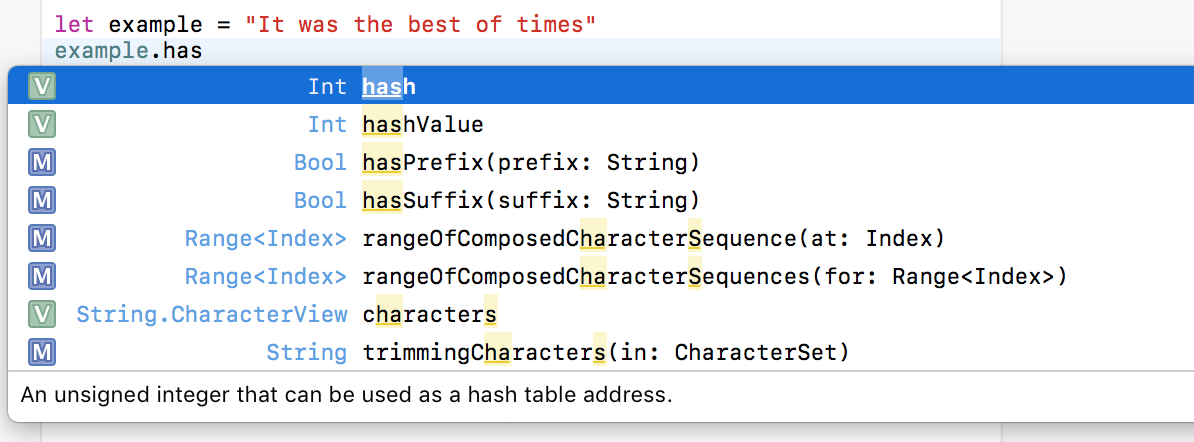 let example = "It was the best of times"
example.has
V Int hash
V Int hashValue
M Bool hasPrefix(prefix: String)
M Bool hasSuffix(suffix: String)
M Range<Index> rangeOfComposedCharacterSequence(at: Index)
M Range<Index> rangeOfComposedCharacterSequences(for: Range<Index>)
V String.CharacterView characters
M String trimmingCharacters(in: CharacterSet)
An unsigned integer that can be used as a hash table address.